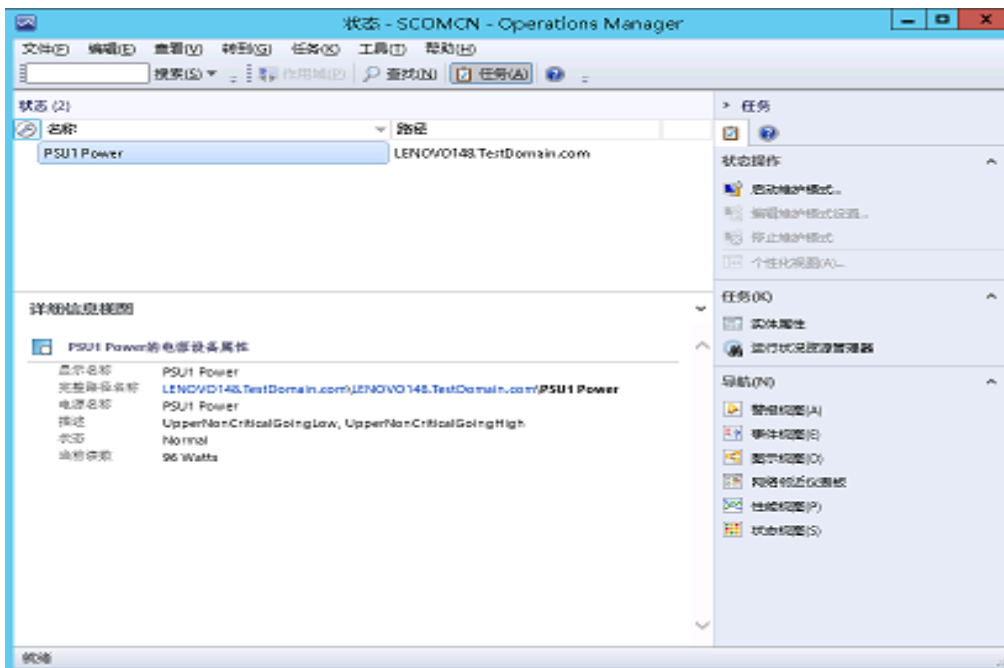 状态 - SCOMCN - Operations Manager
文件(F) 编辑(E) 查看(V) 转到(G) 任务(K) 工具(T) 帮助(H)
搜索(S) 作用域(P) 查找(N) 任务(A)
状态 (2)
名称 路径
PSU1 Power LENOVO148.TestDomain.com
详细信息视图
PSU1 Power的电源设备属性
显示名称 PSU1 Power
完整路径名称 LENOVO148.TestDomain.com\LENOVO148.TestDomain.com\PSU1 Power
电源名称 PSU1 Power
描述 UpperNonCriticalGoingLow, UpperNonCriticalGoingHigh
状态 Normal
当前读数 96 Watts
任务
状态操作
启动维护模式...
编辑维护模式设置...
停止维护模式
个性化视图(A)...
任务(K)
实体属性
运行状况资源管理器
导航(N)
警报视图(A)
事件视图(E)
图示视图(D)
网络邻近仪表板
性能视图(P)
状态视图(S)
就绪